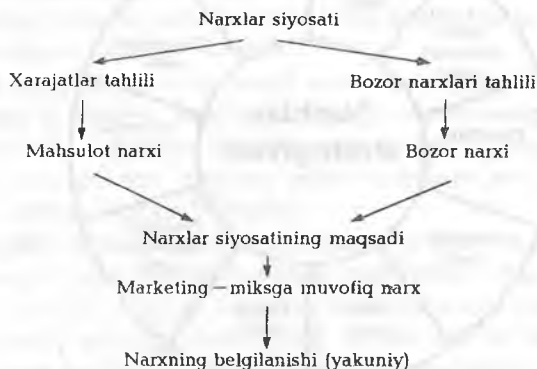 Narxlar siyosati
Xarajatlar tahlili
Bozor narxlari tahlili
Mahsulot narxi
Bozor narxi
Narxlar siyosatining maqsadi
Marketing — miksga muvofiq narx
Narxning belgilanishi (yakuniy)